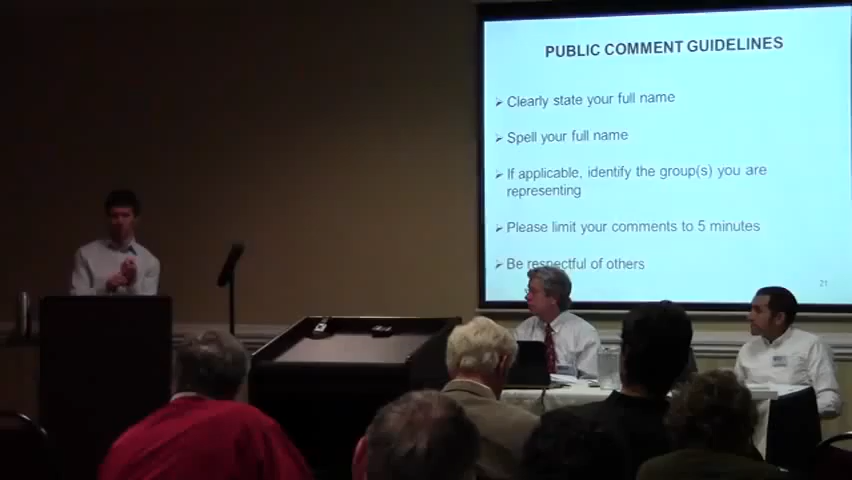 PUBLIC COMMENT GUIDELINES
➢ Clearly state your full name
➢ Spell your full name
➢ If applicable, identify the group(s) you are
representing
➢ Please limit your comments to 5 minutes
➢ Be respectful of others
21